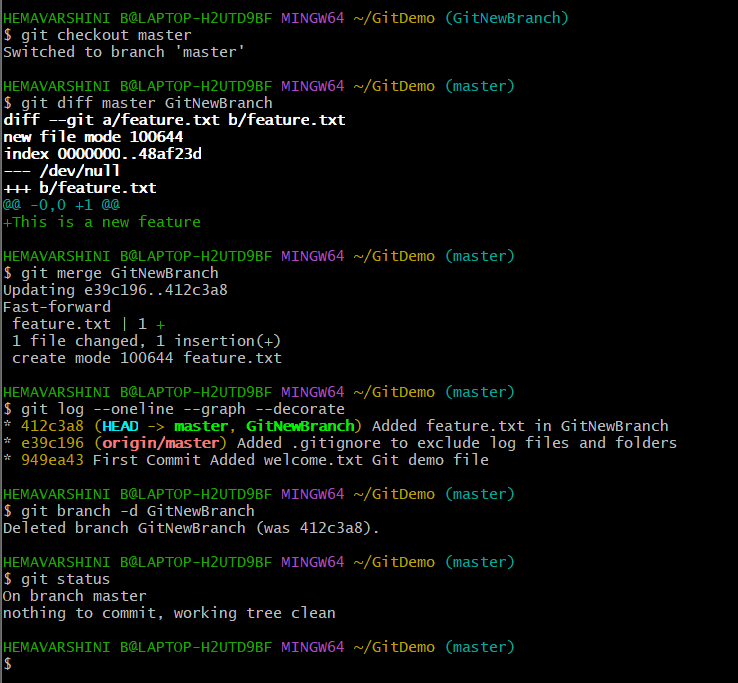 HEMAVARSHINI B@LAPTOP-H2UTD9BF MINGW64 ~/GitDemo (GitNewBranch)
$ git checkout master
Switched to branch 'master'
HEMAVARSHINI B@LAPTOP-H2UTD9BF MINGW64 ~/GitDemo (master)
$ git diff master GitNewBranch
diff --git a/feature.txt b/feature.txt
new file mode 100644
index 0000000..48af23d
--- /dev/null
+++ b/feature.txt
@@ -0,0 +1 @@
+This is a new feature
HEMAVARSHINI B@LAPTOP-H2UTD9BF MINGW64 ~/GitDemo (master)
$ git merge GitNewBranch
Updating e39c196..412c3a8
Fast-forward
 feature.txt | 1 +
 1 file changed, 1 insertion(+)
 create mode 100644 feature.txt
HEMAVARSHINI B@LAPTOP-H2UTD9BF MINGW64 ~/GitDemo (master)
$ git log --oneline --graph --decorate
* 412c3a8 (HEAD -> master, GitNewBranch) Added feature.txt in GitNewBranch
* e39c196 (origin/master) Added .gitignore to exclude log files and folders
* 949ea43 First Commit Added welcome.txt Git demo file
HEMAVARSHINI B@LAPTOP-H2UTD9BF MINGW64 ~/GitDemo (master)
$ git branch -d GitNewBranch
Deleted branch GitNewBranch (was 412c3a8).
HEMAVARSHINI B@LAPTOP-H2UTD9BF MINGW64 ~/GitDemo (master)
$ git status
On branch master
nothing to commit, working tree clean
HEMAVARSHINI B@LAPTOP-H2UTD9BF MINGW64 ~/GitDemo (master)
$